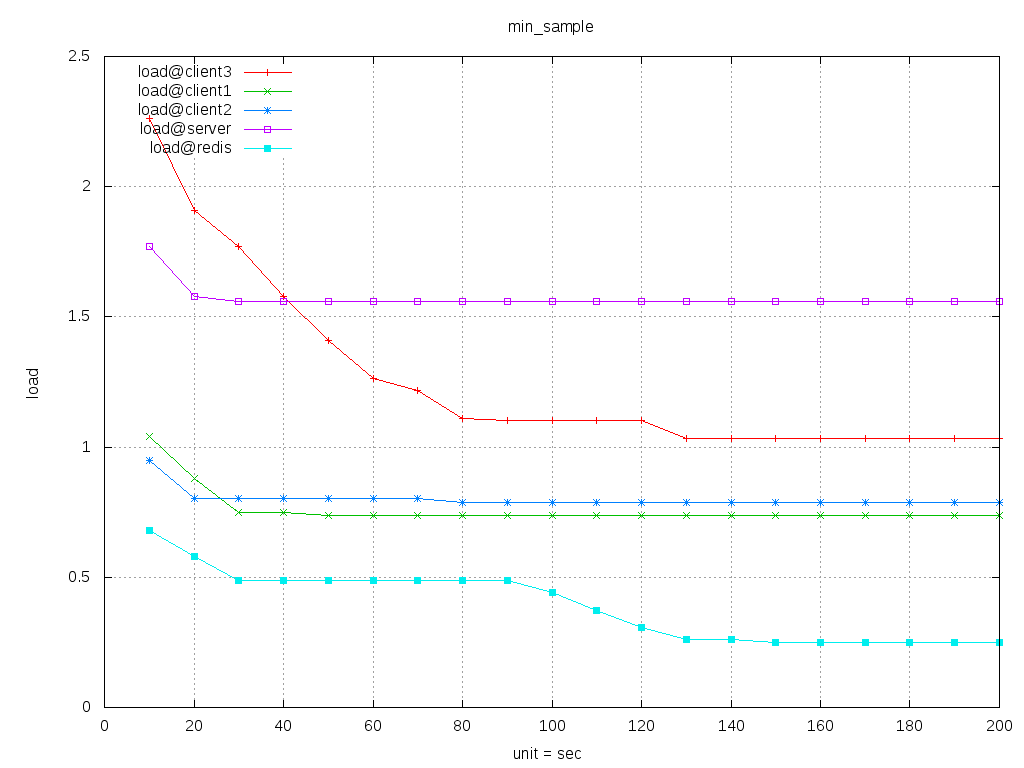 min_sample
load@client3
load@client1
load@client2
load@server
load@redis
2.5
2
1.5
1
0.5
0
load
0 20 40 60 80 100 120 140 160 180 200
unit = sec